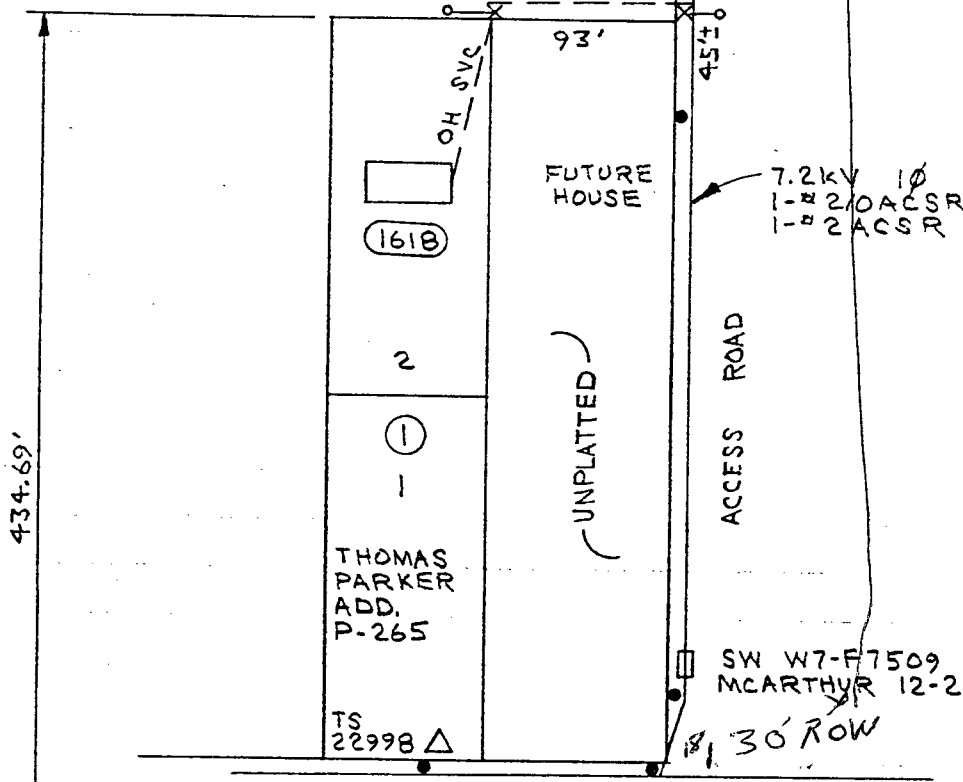 93'
45'±
OH SVC
FUTURE
HOUSE
7.2kV 1Ø
1-#2/0ACSR
1-#2ACSR
1618
2
434.69'
UNPLATTED
ACCESS ROAD
1
1
THOMAS
PARKER
ADD.
P-265
SW W7-F7509
MCARTHUR 12-2
TS
22998
30' ROW